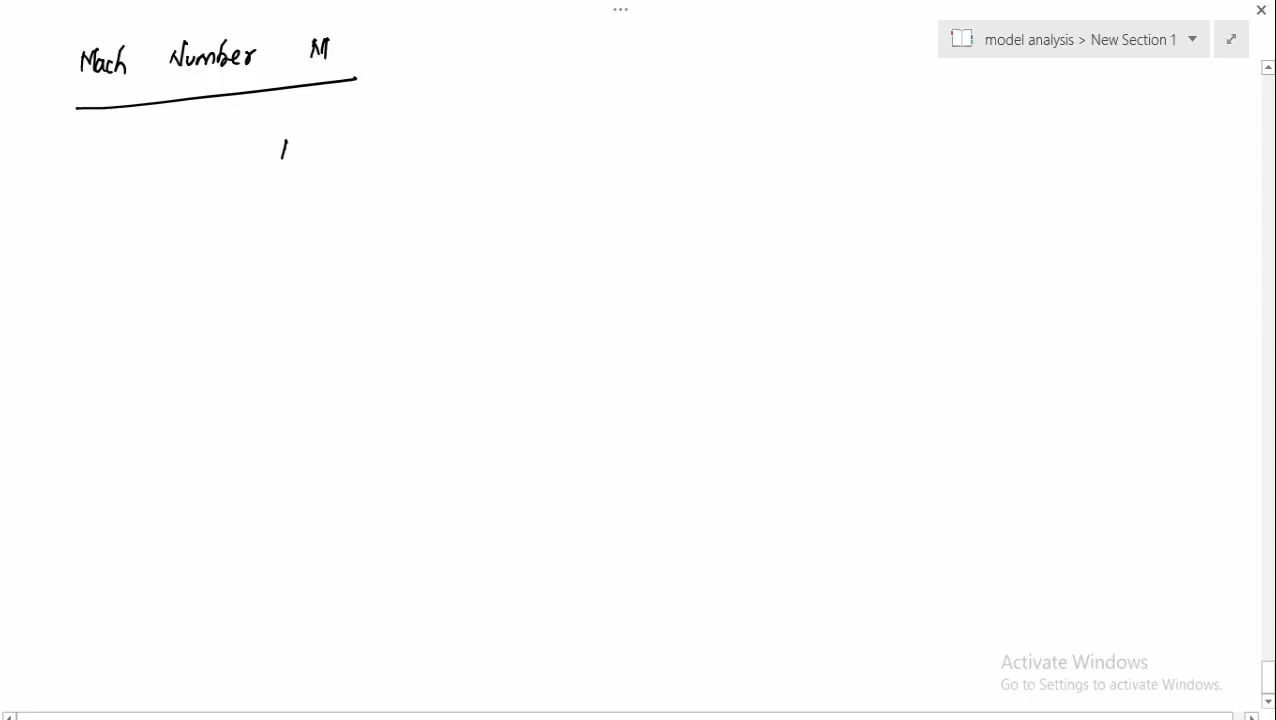 ...
model analysis > New Section 1
Mach Number M
Activate Windows
Go to Settings to activate Windows.